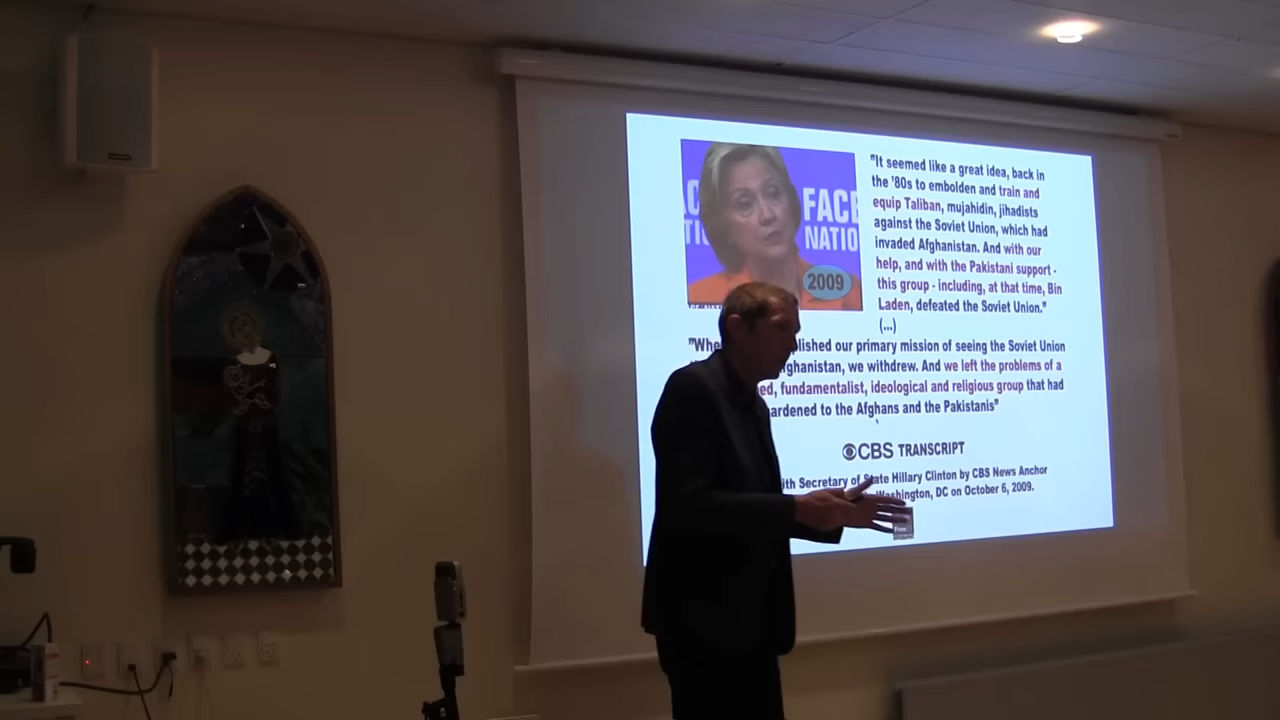 FACE
NATIO
2009
"It seemed like a great idea, back in
the '80s to embolden and train and
equip Taliban, mujahidin, jihadists
against the Soviet Union, which had
invaded Afghanistan. And with our
help, and with the Pakistani support -
this group - including, at that time, Bin
Laden, defeated the Soviet Union."
(...)
"Whe plished our primary mission of seeing the Soviet Union
fghanistan, we withdrew. And we left the problems of a
ed, fundamentalist, ideological and religious group that had
ardened to the Afghans and the Pakistanis"
CBS TRANSCRIPT
ith Secretary of State Hillary Clinton by CBS News Anchor
Washington, DC on October 6, 2009.
Free